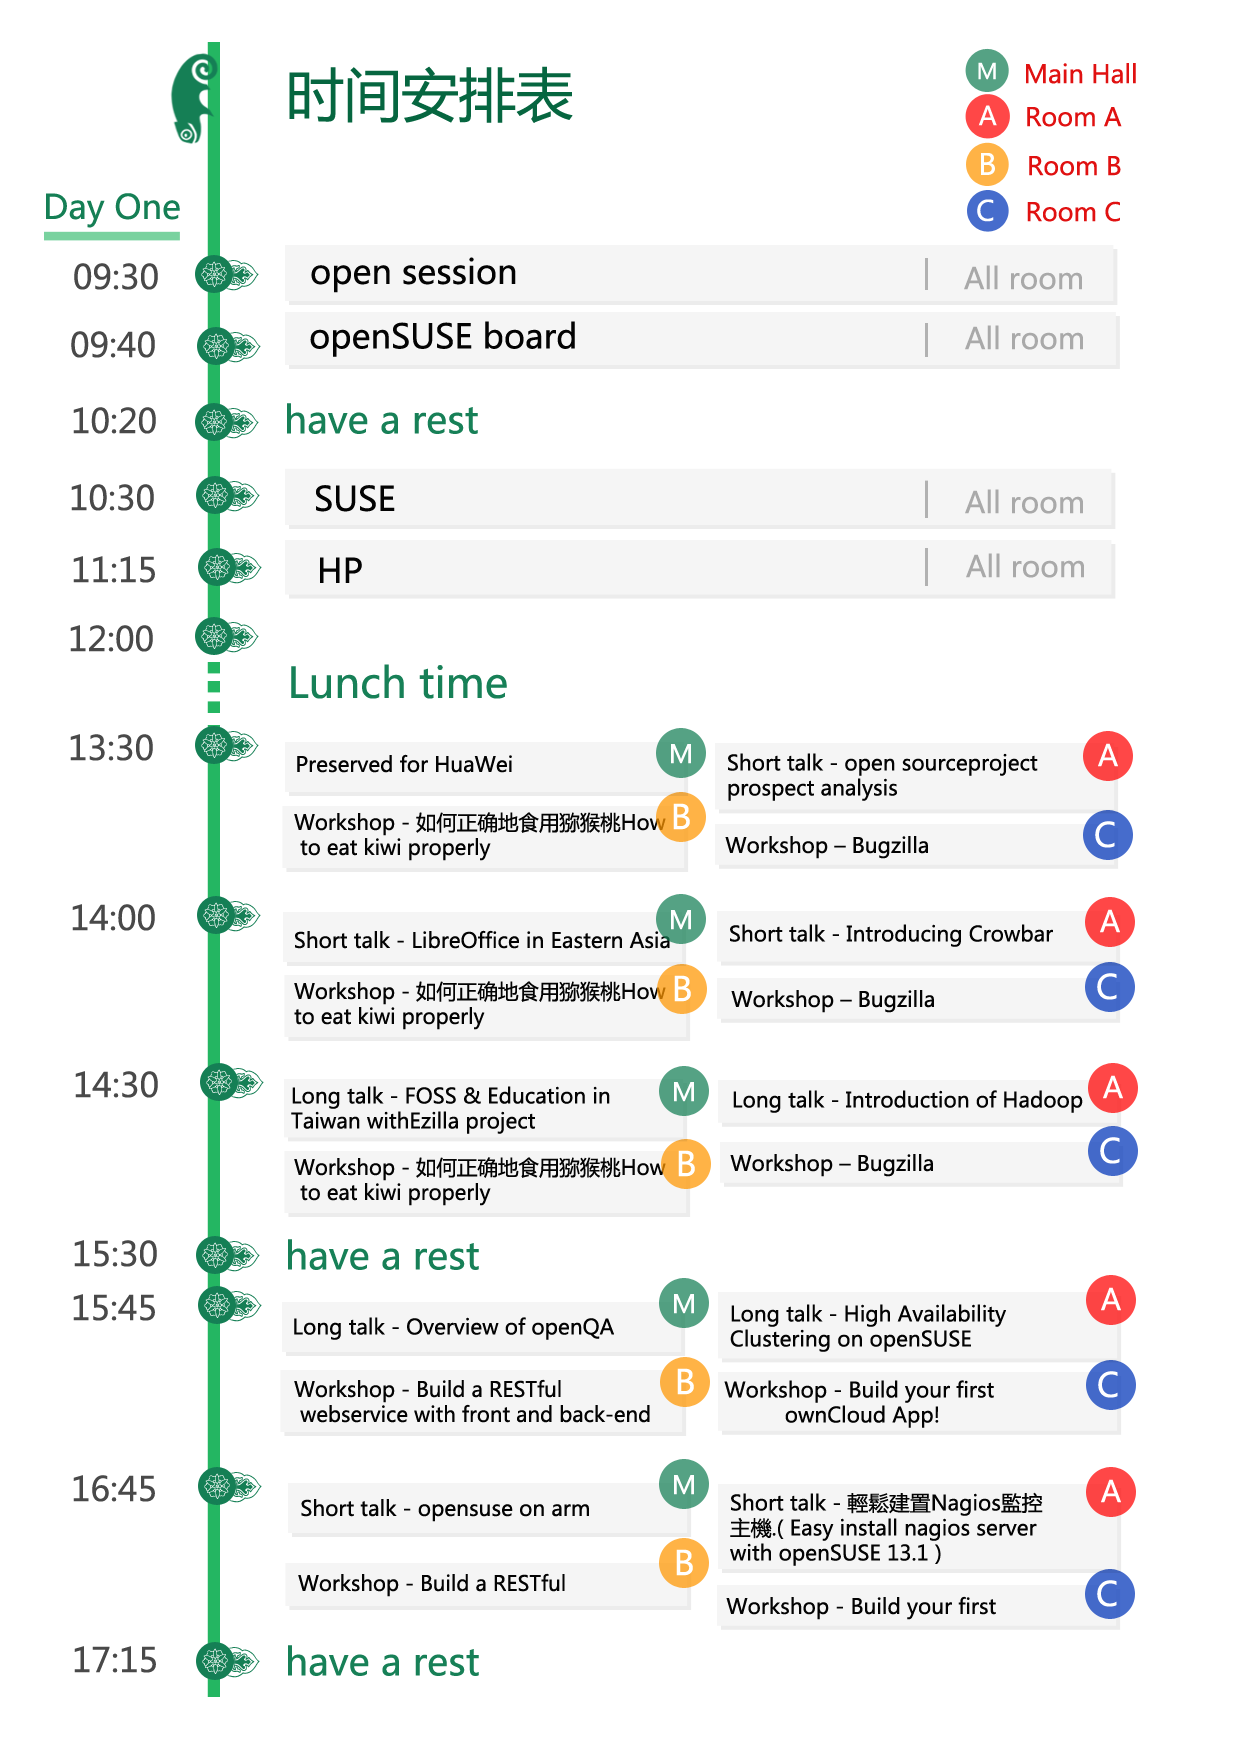 时间安排表
M Main Hall
A Room A
B Room B
C Room C
Day One
09:30 open session All room
09:40 openSUSE board All room
10:20 have a rest
10:30 SUSE All room
11:15 HP All room
12:00
Lunch time
13:30
Preserved for HuaWei M
Short talk - open sourceproject A
prospect analysis
Workshop - 如何正确地食用猕猴桃How B
to eat kiwi properly
Workshop – Bugzilla C
14:00
Short talk - LibreOffice in Eastern Asia M
Short talk - Introducing Crowbar A
Workshop - 如何正确地食用猕猴桃How B
to eat kiwi properly
Workshop – Bugzilla C
14:30
Long talk - FOSS & Education in M
Taiwan withEzilla project
Long talk - Introduction of Hadoop A
Workshop - 如何正确地食用猕猴桃How B
to eat kiwi properly
Workshop – Bugzilla C
15:30 have a rest
15:45
Long talk - Overview of openQA M
Long talk - High Availability A
Clustering on openSUSE
Workshop - Build a RESTful B
webservice with front and back-end
Workshop - Build your first C
ownCloud App!
16:45
Short talk - opensuse on arm M
Short talk - 輕鬆建置Nagios監控 A
主機.( Easy install nagios server
with openSUSE 13.1 )
Workshop - Build a RESTful B
Workshop - Build your first C
17:15 have a rest